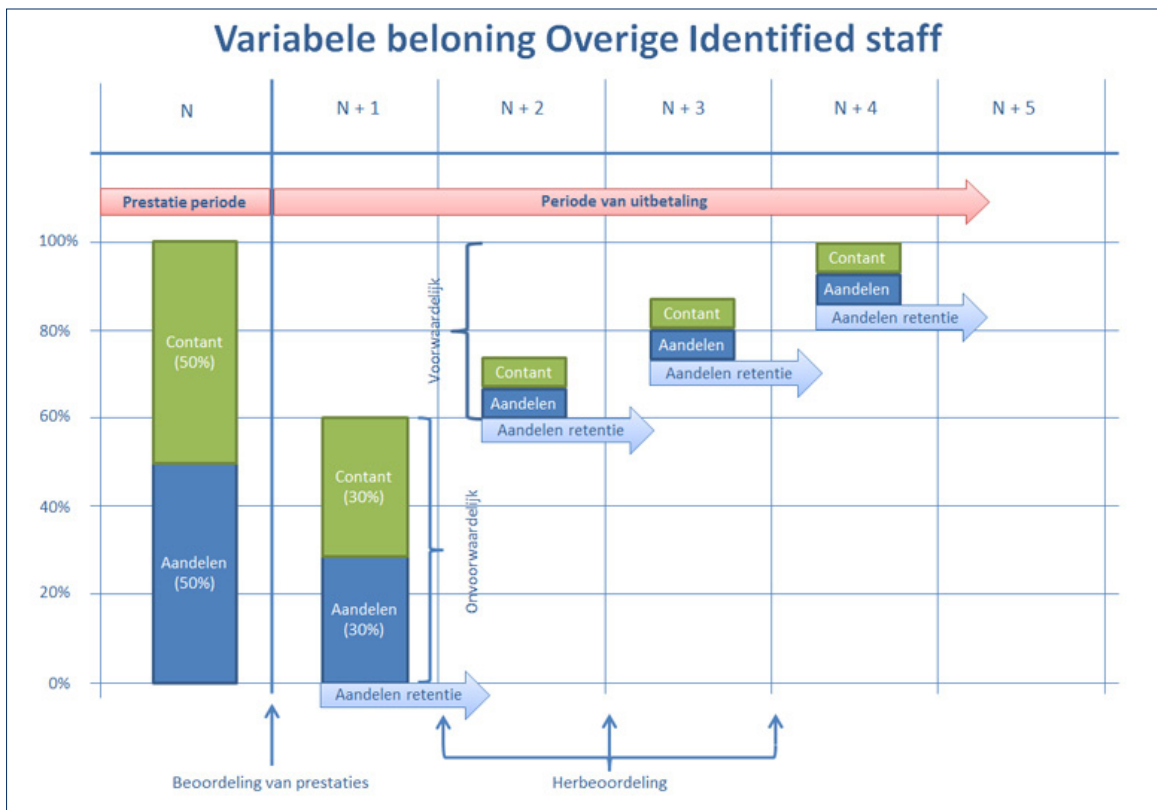 Variabele beloning Overige Identified staff
N
N + 1
N + 2
N + 3
N + 4
N + 5
Prestatie periode
Periode van uitbetaling
100%
80%
60%
40%
20%
0%
Contant
(50%)
Aandelen
(50%)
Contant
(30%)
Aandelen
(30%)
Aandelen retentie
Onvoorwaardelijk
Voorwaardelijk
Contant
Aandelen
Aandelen retentie
Contant
Aandelen
Aandelen retentie
Contant
Aandelen
Aandelen retentie
Beoordeling van prestaties
Herbeoordeling